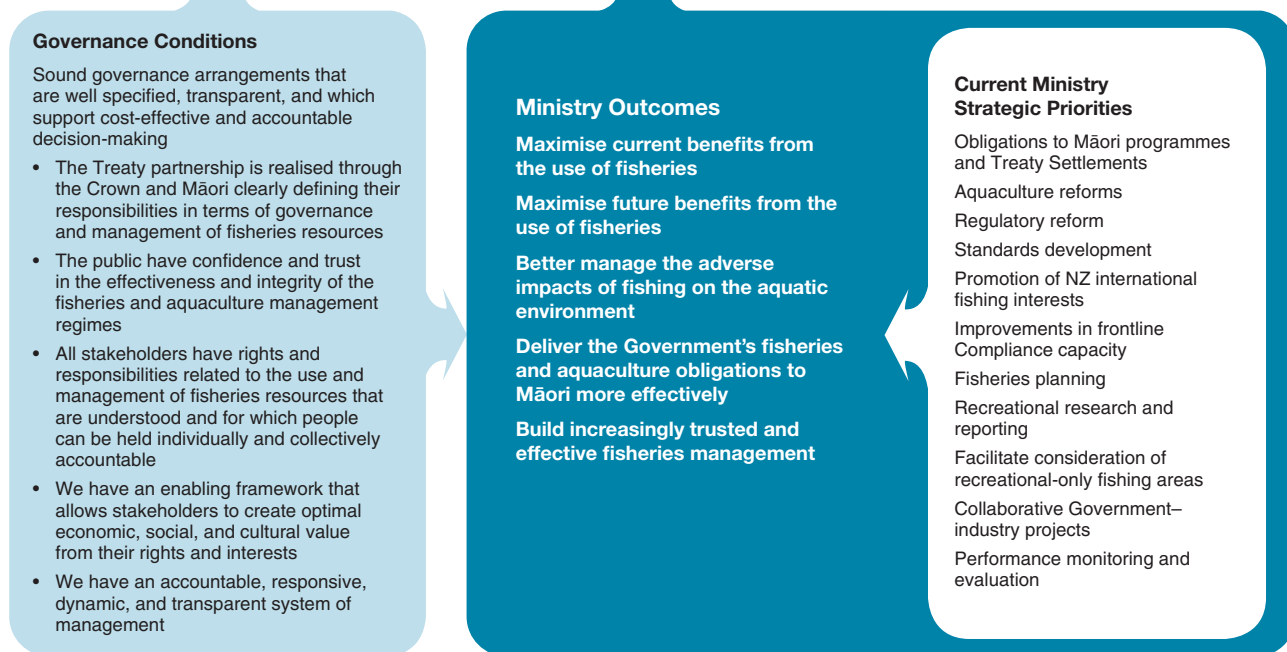 Governance Conditions
Sound governance arrangements that
are well specified, transparent, and which
support cost-effective and accountable
decision-making
• The Treaty partnership is realised through
the Crown and Māori clearly defining their
responsibilities in terms of governance
and management of fisheries resources
• The public have confidence and trust
in the effectiveness and integrity of the
fisheries and aquaculture management
regimes
• All stakeholders have rights and
responsibilities related to the use and
management of fisheries resources that
are understood and for which people
can be held individually and collectively
accountable
• We have an enabling framework that
allows stakeholders to create optimal
economic, social, and cultural value
from their rights and interests
• We have an accountable, responsive,
dynamic, and transparent system of
management
Ministry Outcomes
Maximise current benefits from
the use of fisheries
Maximise future benefits from the
use of fisheries
Better manage the adverse
impacts of fishing on the aquatic
environment
Deliver the Government's fisheries
and aquaculture obligations to
Māori more effectively
Build increasingly trusted and
effective fisheries management
Current Ministry
Strategic Priorities
Obligations to Māori programmes
and Treaty Settlements
Aquaculture reforms
Regulatory reform
Standards development
Promotion of NZ international
fishing interests
Improvements in frontline
Compliance capacity
Fisheries planning
Recreational research and
reporting
Facilitate consideration of
recreational-only fishing areas
Collaborative Government–
industry projects
Performance monitoring and
evaluation